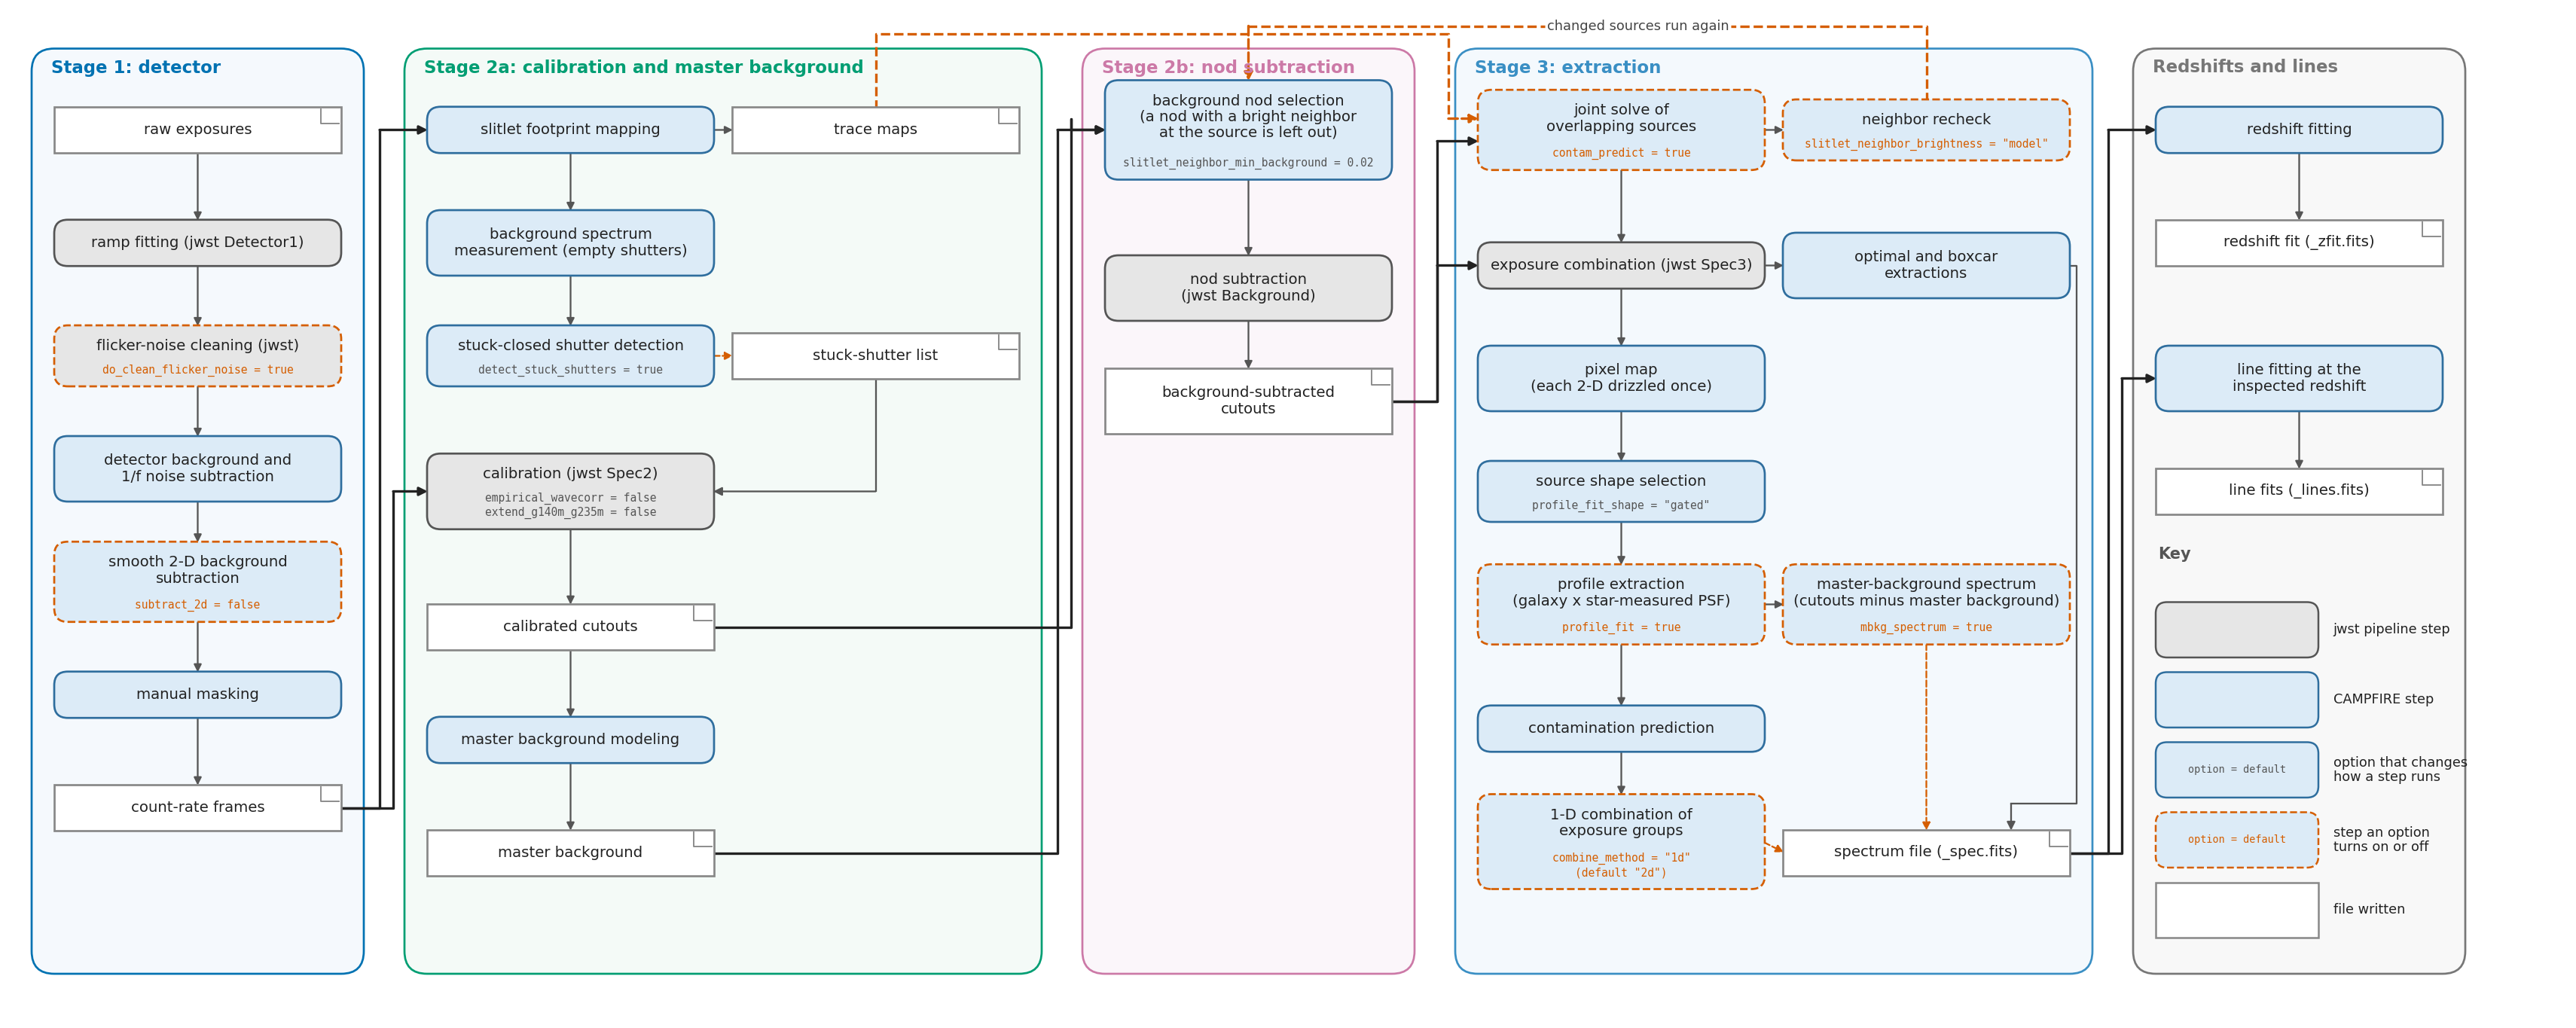 changed sources run again
Stage 1: detector
raw exposures
ramp fitting (jwst Detector1)
flicker-noise cleaning (jwst)
do_clean_flicker_noise = true
detector background and
1/f noise subtraction
smooth 2-D background
subtraction
subtract_2d = false
manual masking
count-rate frames
Stage 2a: calibration and master background
slitlet footprint mapping
trace maps
background spectrum
measurement (empty shutters)
stuck-closed shutter detection
detect_stuck_shutters = true
stuck-shutter list
calibration (jwst Spec2)
empirical_wavecorr = false
extend_g140m_g235m = false
calibrated cutouts
master background modeling
master background
Stage 2b: nod subtraction
background nod selection
(a nod with a bright neighbor
at the source is left out)
slitlet_neighbor_min_background = 0.02
nod subtraction
(jwst Background)
background-subtracted
cutouts
Stage 3: extraction
joint solve of
overlapping sources
contam_predict = true
neighbor recheck
slitlet_neighbor_brightness = "model"
exposure combination (jwst Spec3)
optimal and boxcar
extractions
pixel map
(each 2-D drizzled once)
source shape selection
profile_fit_shape = "gated"
profile extraction
(galaxy x star-measured PSF)
profile_fit = true
master-background spectrum
(cutouts minus master background)
mbkg_spectrum = true
contamination prediction
1-D combination of
exposure groups
combine_method = "1d"
(default "2d")
spectrum file (_spec.fits)
Redshifts and lines
redshift fitting
redshift fit (_zfit.fits)
line fitting at the
inspected redshift
line fits (_lines.fits)
Key
jwst pipeline step
CAMPFIRE step
option = default
option that changes
how a step runs
option = default
step an option
turns on or off
file written